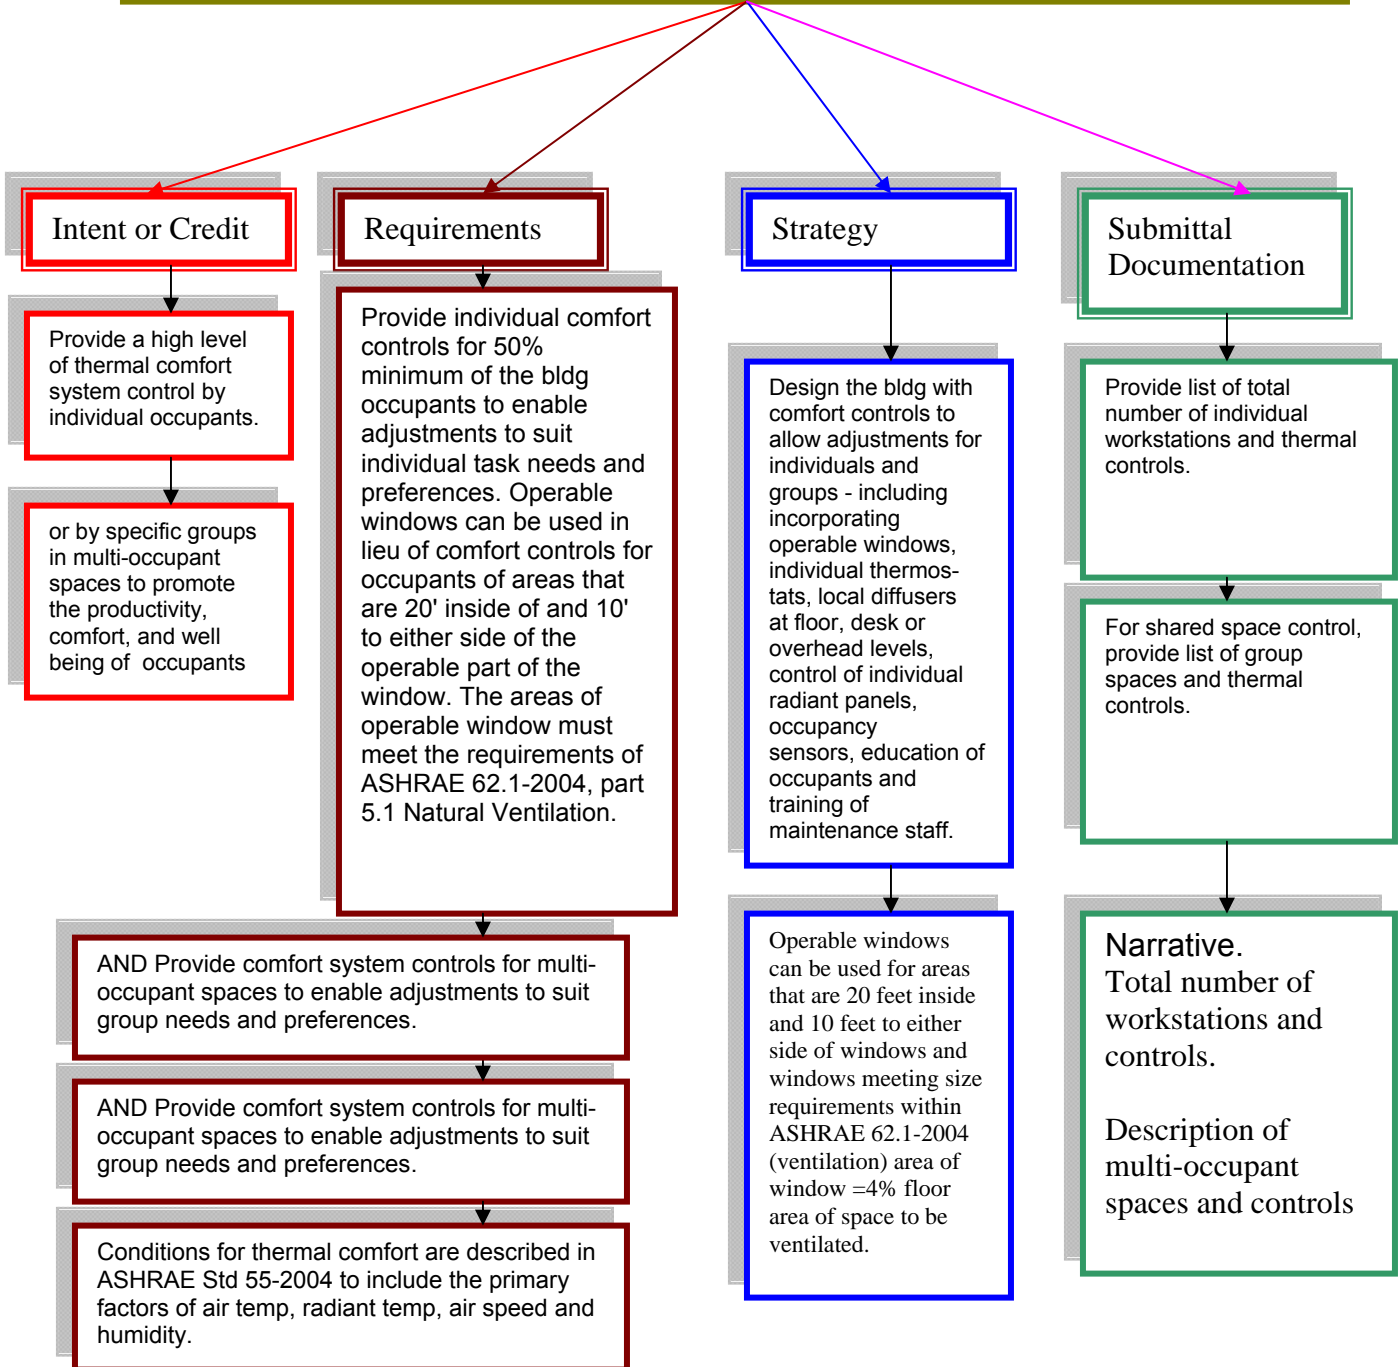 Intent or Credit
Provide a high level
of thermal comfort
system control by
individual occupants.
or by specific groups
in multi-occupant
spaces to promote
the productivity,
comfort, and well
being of  occupants
Requirements
Provide individual comfort
controls for 50%
minimum of the bldg
occupants to enable
adjustments to suit
individual task needs and
preferences. Operable
windows can be used in
lieu of comfort controls for
occupants of areas that
are 20' inside of and 10'
to either side of the
operable part of the
window. The areas of
operable window must
meet the requirements of
ASHRAE 62.1-2004, part
5.1 Natural Ventilation.
AND Provide comfort system controls for multi-
occupant spaces to enable adjustments to suit
group needs and preferences.
AND Provide comfort system controls for multi-
occupant spaces to enable adjustments to suit
group needs and preferences.
Conditions for thermal comfort are described in
ASHRAE Std 55-2004 to include the primary
factors of air temp, radiant temp, air speed and
humidity.
Strategy
Design the bldg with
comfort controls to
allow adjustments for
individuals and
groups - including
incorporating
operable windows,
individual thermos-
tats, local diffusers
at floor, desk or
overhead levels,
control of individual
radiant panels,
occupancy
sensors, education of
occupants and
training of
maintenance staff.
Operable windows
can be used for areas
that are 20 feet inside
and 10 feet to either
side of windows and
windows meeting size
requirements within
ASHRAE 62.1-2004
(ventilation) area of
window =4% floor
area of space to be
ventilated.
Submittal
Documentation
Provide list of total
number of individual
workstations and thermal
controls.
For shared space control,
provide list of group
spaces and thermal
controls.
Narrative.
Total number of
workstations and
controls.
Description of
multi-occupant
spaces and controls